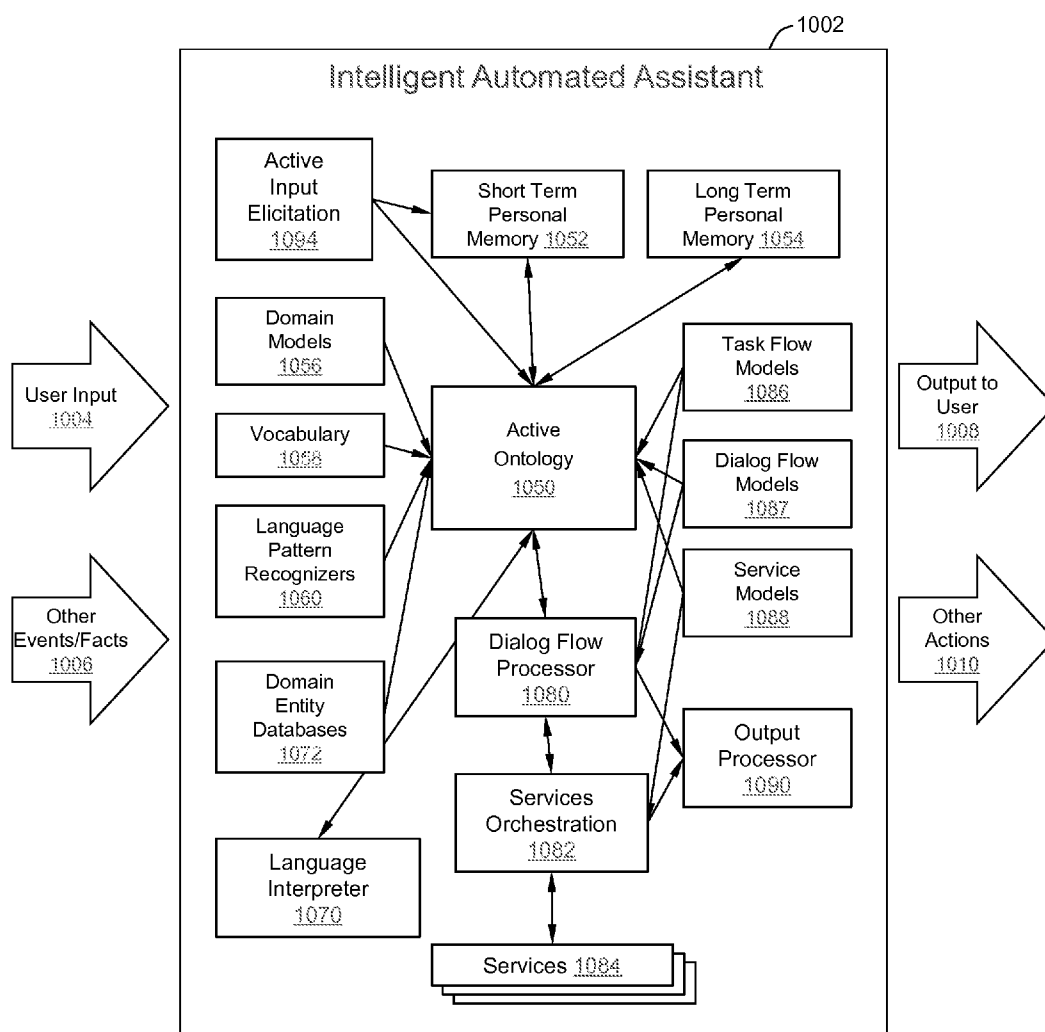 1002
Intelligent Automated Assistant
Active
Input
Elicitation
1094
Short Term
Personal
Memory 1052
Long Term
Personal
Memory 1054
Domain
Models
1056
Vocabulary
1058
Language
Pattern
Recognizers
1060
Domain
Entity
Databases
1072
Language
Interpreter
1070
User Input
1004
Other
Events/Facts
1006
Active
Ontology
1050
Dialog Flow
Processor
1080
Services
Orchestration
1082
Services 1084
Task Flow
Models
1086
Dialog Flow
Models
1087
Service
Models
1088
Output
Processor
1090
Output to
User
1008
Other
Actions
1010